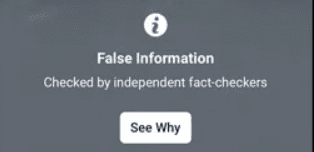 False Information
Checked by independent fact-checkers
See Why